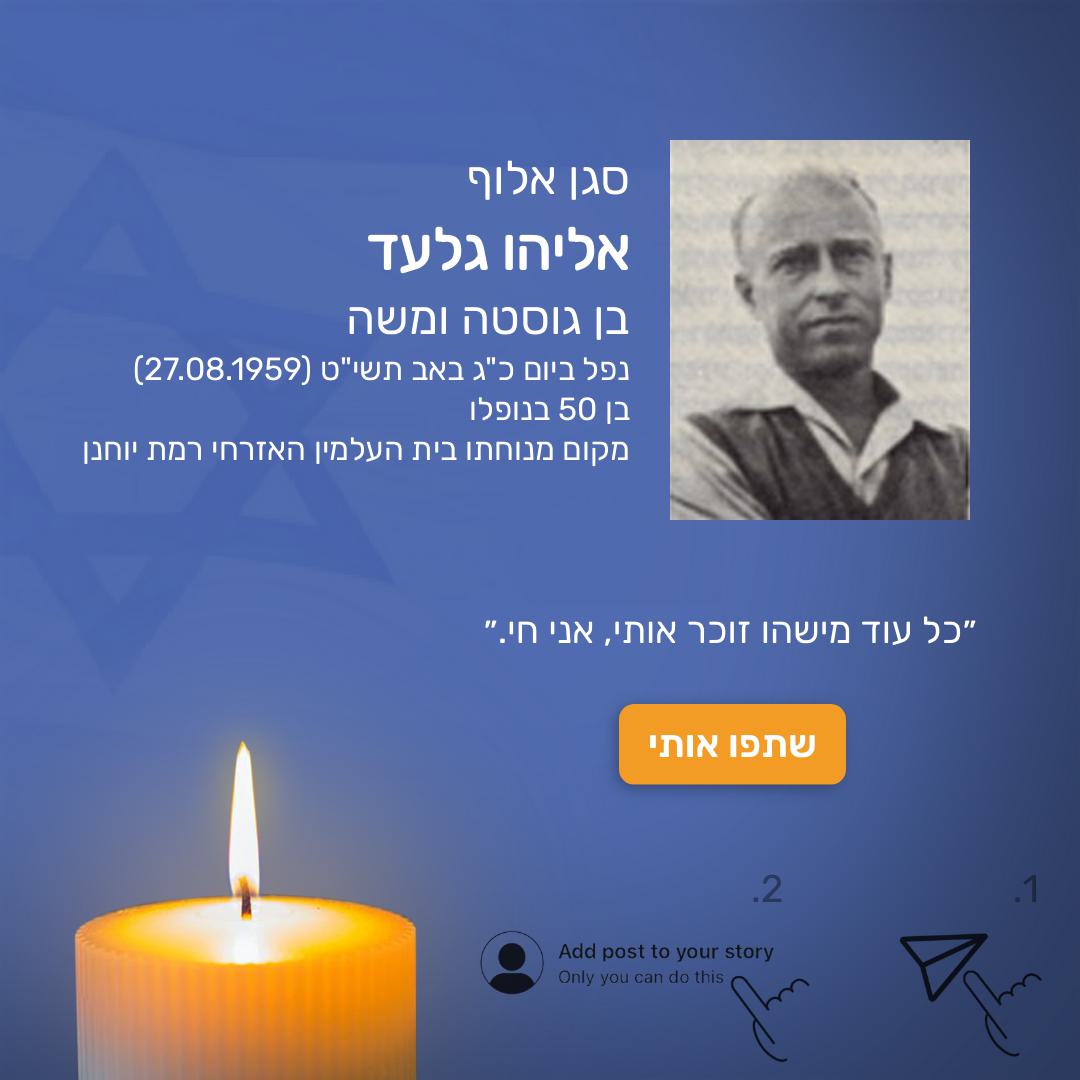 סגן אלוף
אליהו גלעד
בן גוסטה ומשה
נפל ביום כ"ג באב תשי"ט (27.08.1959)
בן 50 בנופלו
מקום מנוחתו בית העלמין האזרחי רמת יוחנן
״כל עוד מישהו זוכר אותי, אני חי.״
שתפו אותי
1.
2.
Add post to your story
Only you can do this